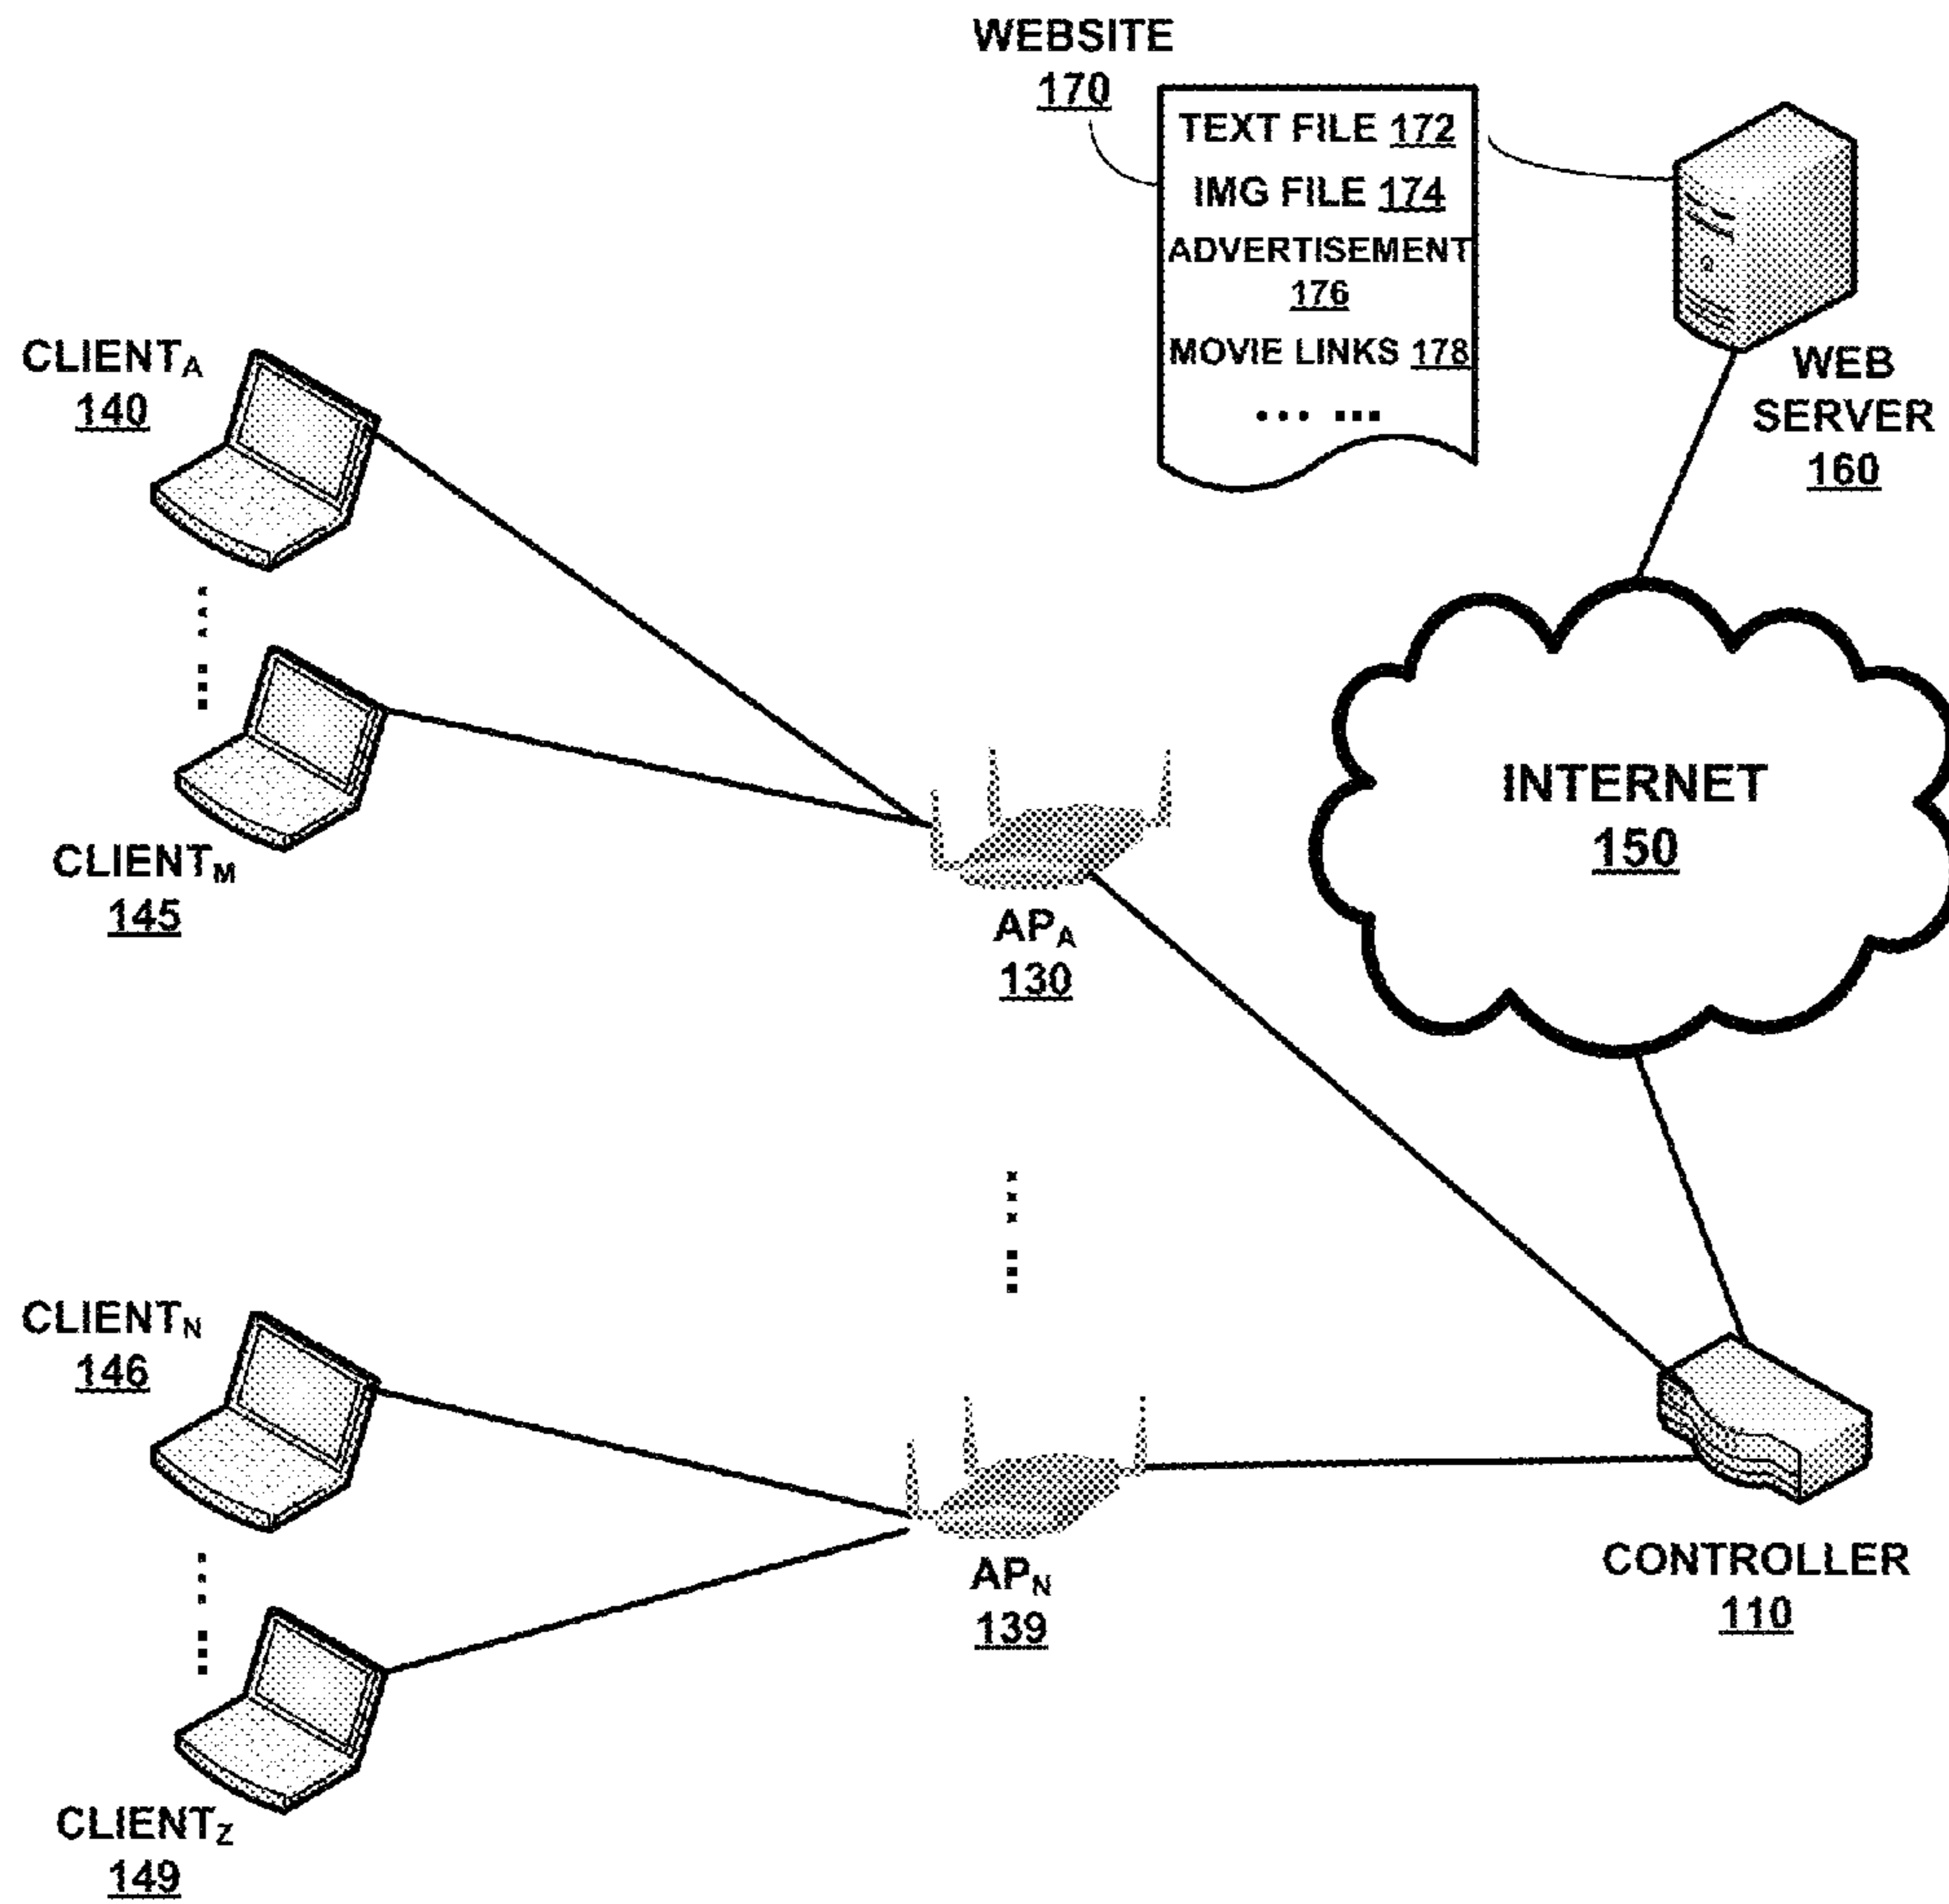 WEBSITE
170
TEXT FILE 172
IMG FILE 174
ADVERTISEMENT
176
MOVIE LINKS 178
... ...
WEB
SERVER
160
CLIENTA
140
CLIENTM
145
INTERNET
150
APA
130
CLIENTN
146
APN
139
CONTROLLER
110
CLIENTZ
149